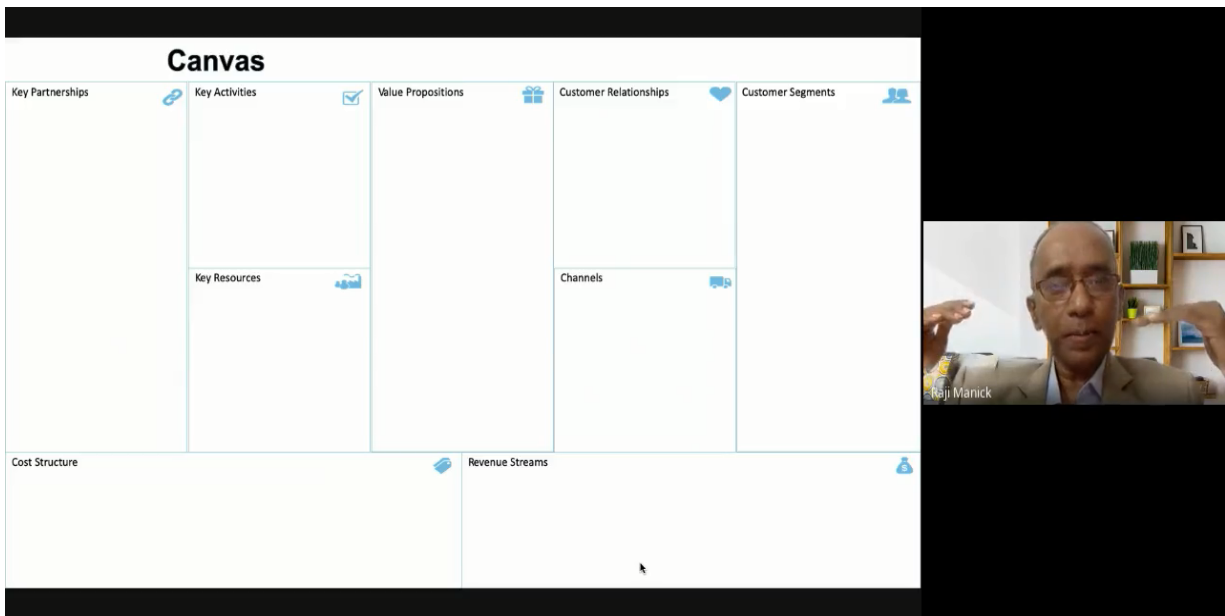 Canvas
Key Partnerships
Key Activities
Value Propositions
Customer Relationships
Customer Segments
Key Resources
Channels
Cost Structure
Revenue Streams
Raji Manick